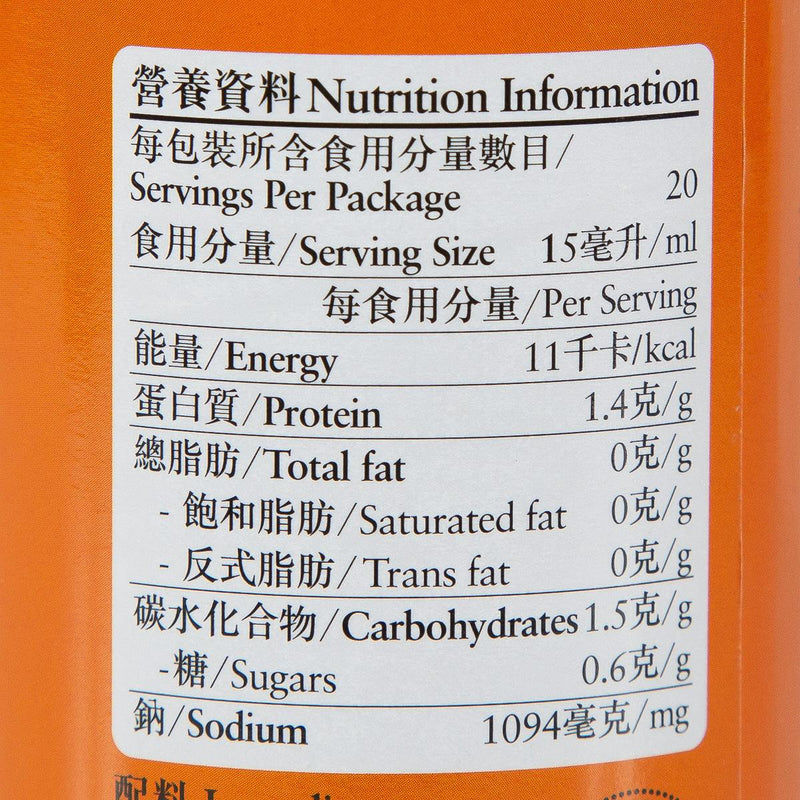 營養資料 Nutrition Information
每包裝所含食用分量數目/
Servings Per Package 20
食用分量/Serving Size 15毫升/ml
每食用分量/Per Serving
能量/Energy 11千卡/kcal
蛋白質/Protein 1.4克/g
總脂肪/Total fat 0克/g
- 飽和脂肪/Saturated fat 0克/g
- 反式脂肪/Trans fat 0克/g
碳水化合物/Carbohydrates 1.5克/g
-糖/Sugars 0.6克/g
鈉/Sodium 1094毫克/mg
配料